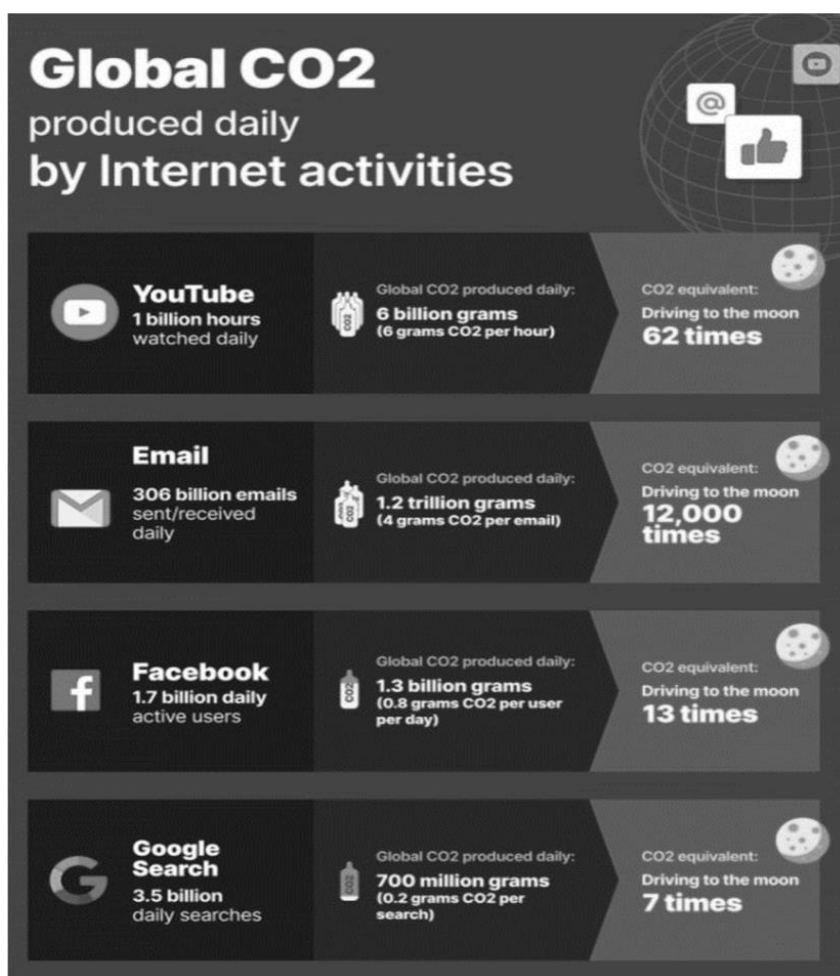 Global CO2
produced daily
by Internet activities
@
YouTube
1 billion hours
watched daily
CO2
Global CO2 produced daily:
6 billion grams
(6 grams CO2 per hour)
CO2 equivalent:
Driving to the moon
62 times
Email
306 billion emails
sent/received
daily
CO2
Global CO2 produced daily:
1.2 trillion grams
(4 grams CO2 per email)
CO2 equivalent:
Driving to the moon
12,000
times
f
Facebook
1.7 billion daily
active users
CO2
Global CO2 produced daily:
1.3 billion grams
(0.8 grams CO2 per user
per day)
CO2 equivalent:
Driving to the moon
13 times
G
Google
Search
3.5 billion
daily searches
CO2
Global CO2 produced daily:
700 million grams
(0.2 grams CO2 per
search)
CO2 equivalent:
Driving to the moon
7 times